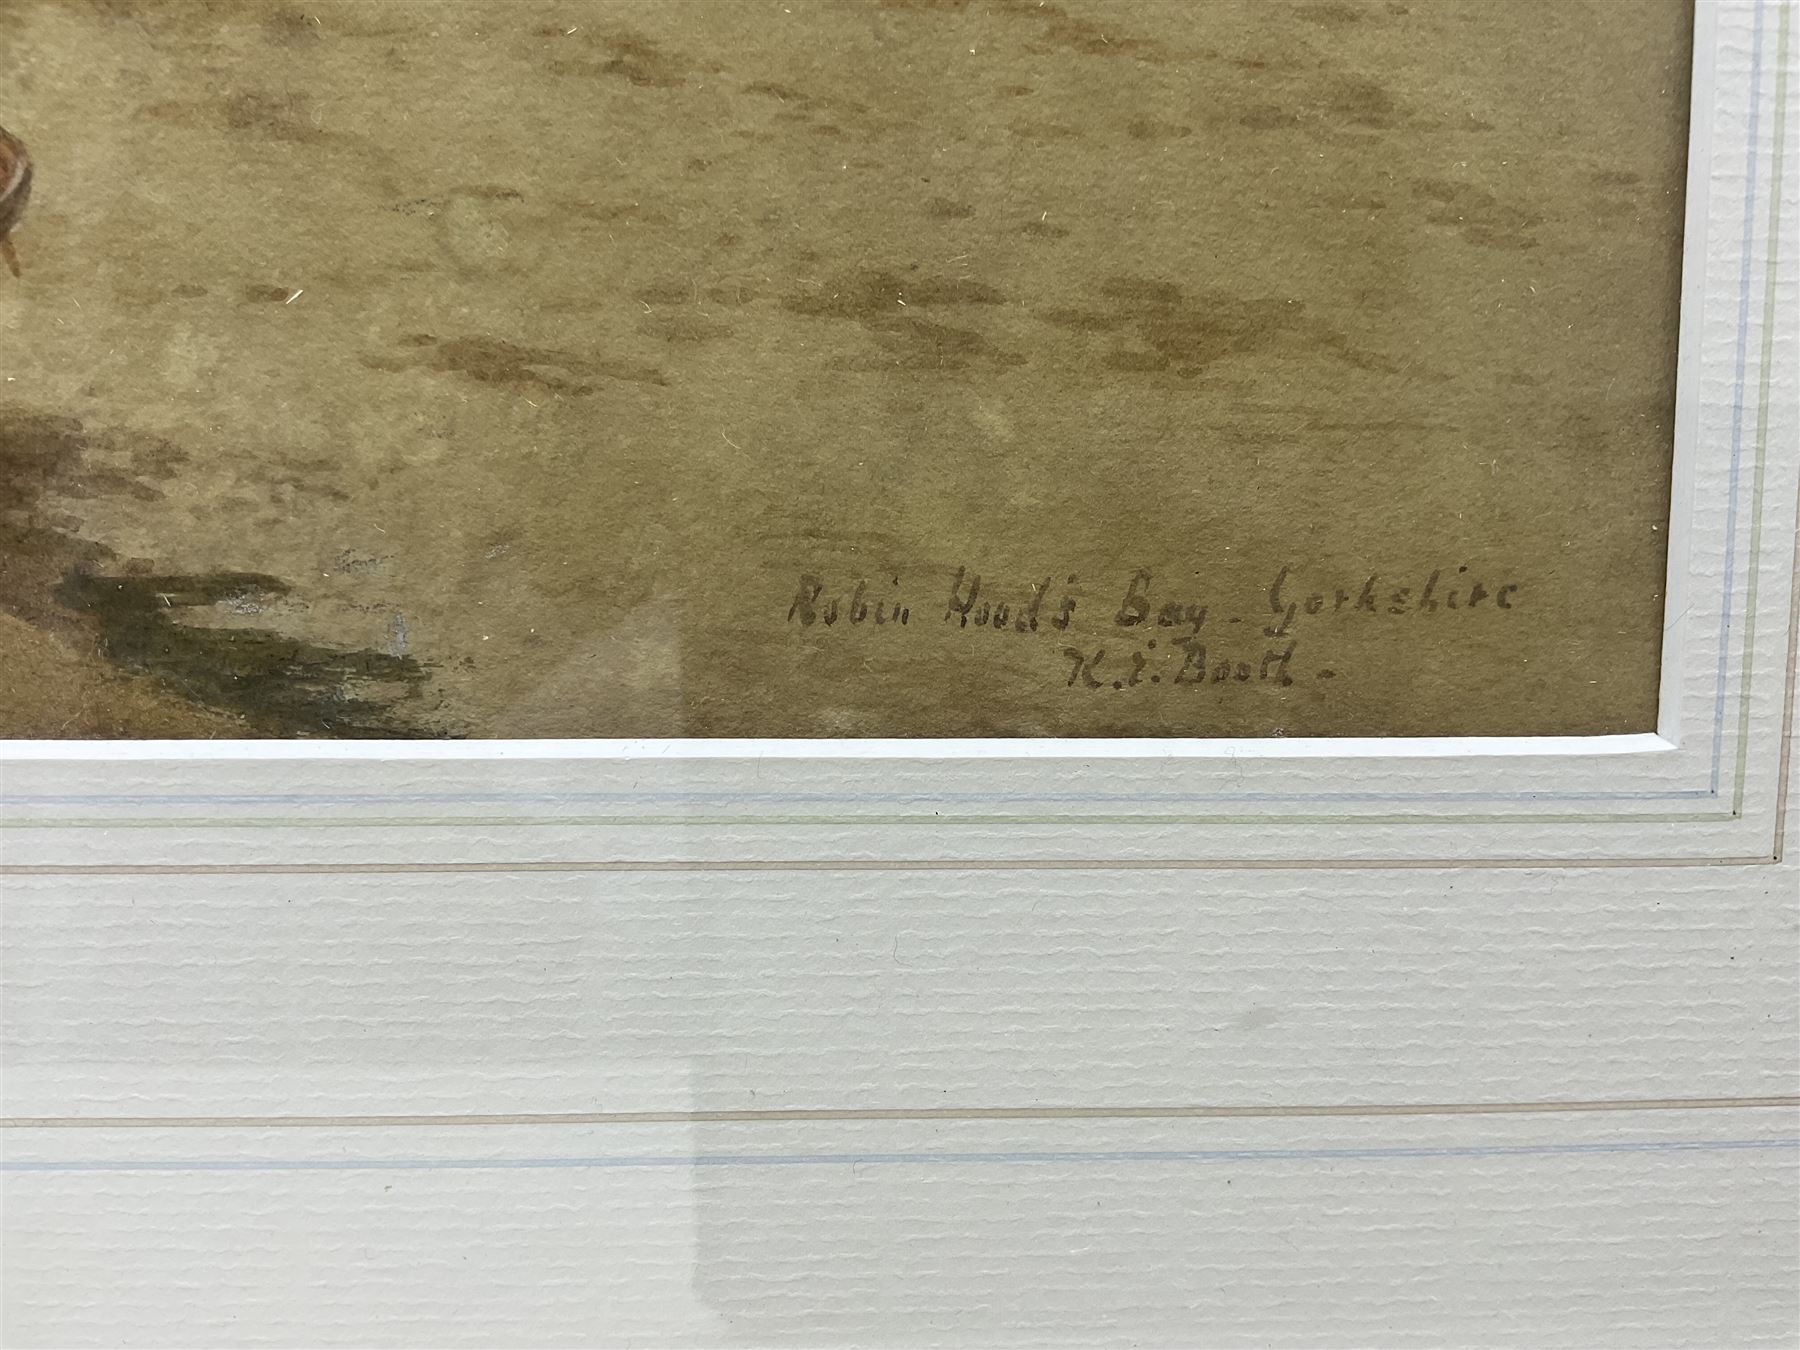 Robin Hood's Bay - Yorkshire
K. E. Booth -